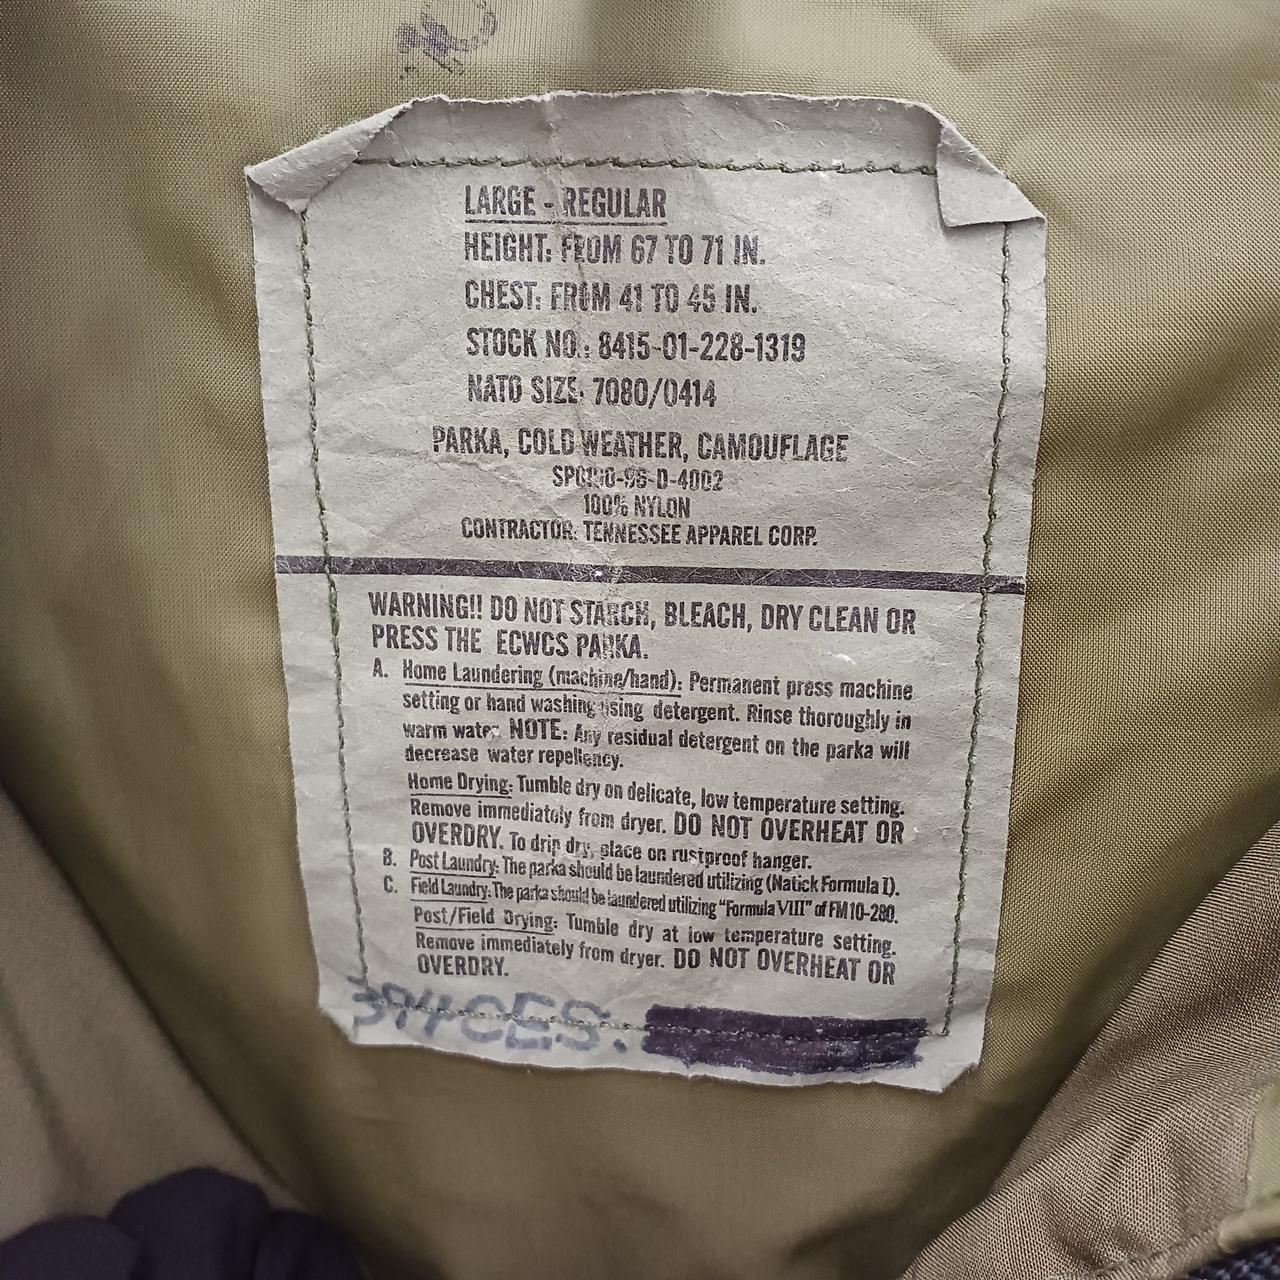 LARGE - REGULAR
HEIGHT: FROM 67 TO 71 IN.
CHEST: FROM 41 TO 45 IN.
STOCK NO.: 8415-01-228-1319
NATO SIZE: 7080/0414
PARKA, COLD WEATHER, CAMOUFLAGE
SP0100-96-D-4002
100% NYLON
CONTRACTOR: TENNESSEE APPAREL CORP.
WARNING!! DO NOT STARCH, BLEACH, DRY CLEAN OR
PRESS THE ECWCS PARKA.
A. Home Laundering (machine/hand): Permanent press machine
setting or hand washing using detergent. Rinse thoroughly in
warm water. NOTE: Any residual detergent on the parka will
decrease water repellency.
Home Drying: Tumble dry on delicate, low temperature setting.
Remove immediately from dryer. DO NOT OVERHEAT OR
OVERDRY. To drip dry, place on rustproof hanger.
B. Post Laundry: The parka should be laundered utilizing (Natick Formula I).
C. Field Laundry: The parka should be laundered utilizing "Formula VIII" of FM10-280.
Post/Field Drying: Tumble dry at low temperature setting.
Remove immediately from dryer. DO NOT OVERHEAT OR
OVERDRY.